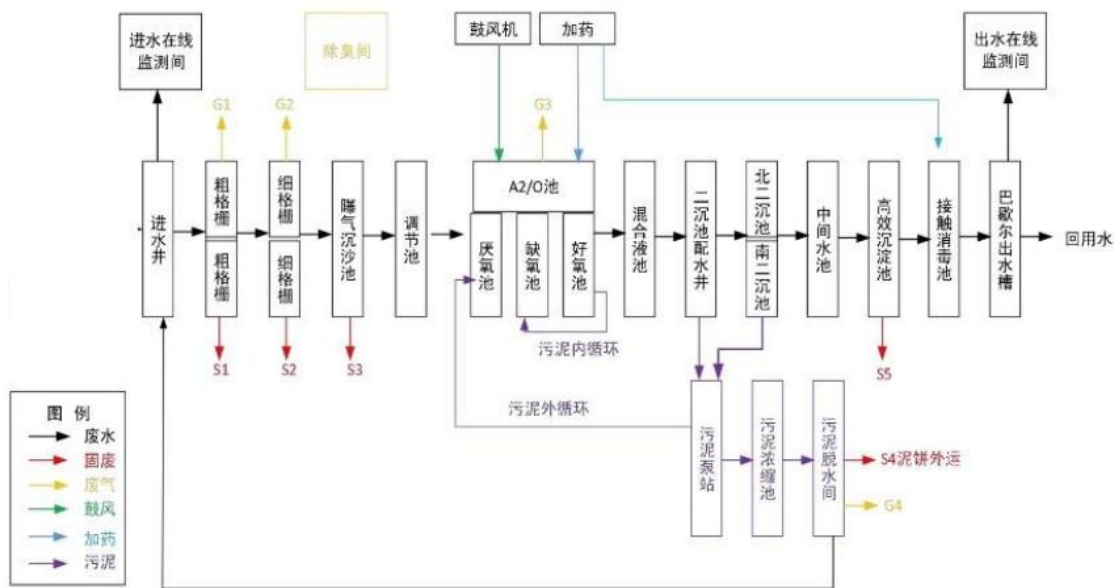 进水在线
监测间
除臭间
鼓风机
加药
出水在线
监测间
G1
G2
G3
进水井
粗格栅
粗格栅
细格栅
细格栅
曝气沉沙池
调节池
A2/O池
厌氧池
缺氧池
好氧池
混合液池
二沉池配水井
北二沉池
南二沉池
中间水池
高效沉淀池
接触消毒池
巴歇尔出水槽
回用水
S1
S2
S3
污泥内循环
S5
污泥外循环
污泥泵站
污泥浓缩池
污泥脱水间
S4泥饼外运
G4
图 例
废水
固废
废气
鼓风
加药
污泥